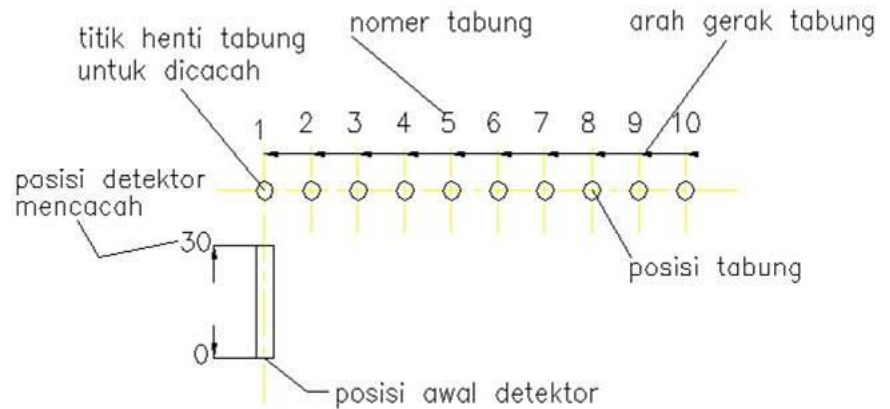 nomer tabung
arah gerak tabung
titik henti tabung
untuk dicacah
1 2 3 4 5 6 7 8 9 10
pasisi detektor
mencacah
30
posisi tabung
0
posisi awal detektor